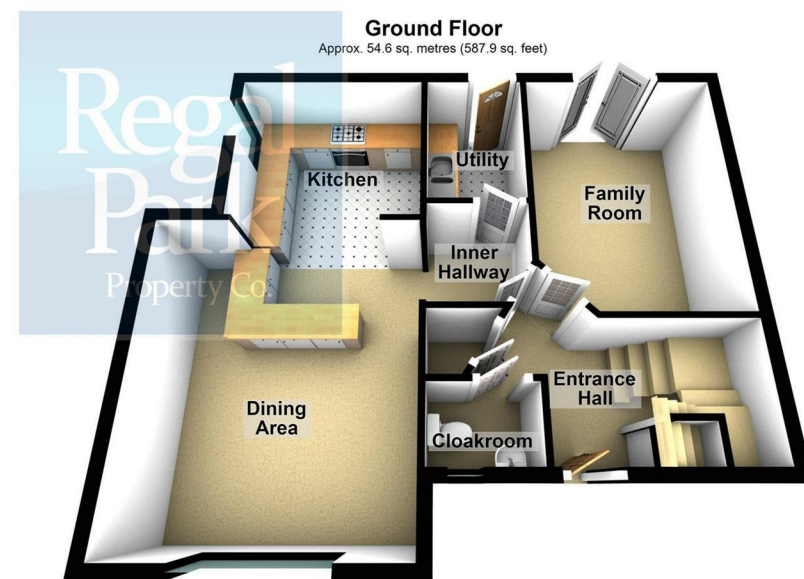 Ground Floor
Approx. 54.6 sq. metres (587.9 sq. feet)
Regal
Park
Property Co.
Kitchen
Utility
Family
Room
Inner
Hallway
Entrance
Hall
Dining
Area
Cloakroom